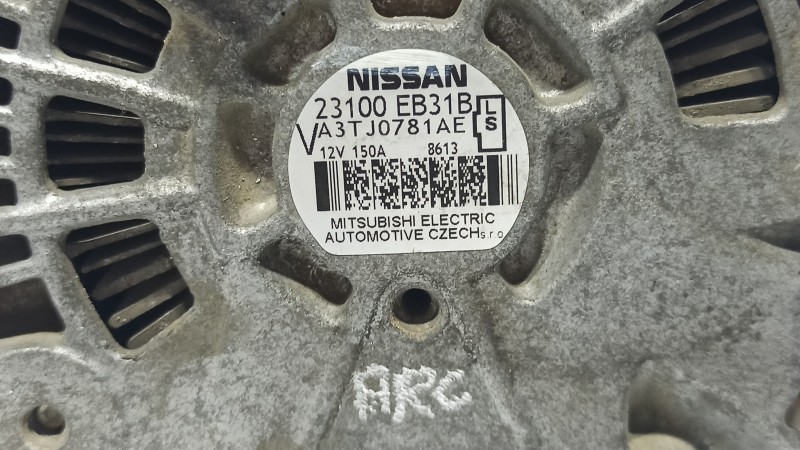 NISSAN
23100 EB31B
VA3TJ0781AE
L
S
12V 150A 8613
MITSUBISHI ELECTRIC
AUTOMOTIVE CZECH s.r.o
ARC